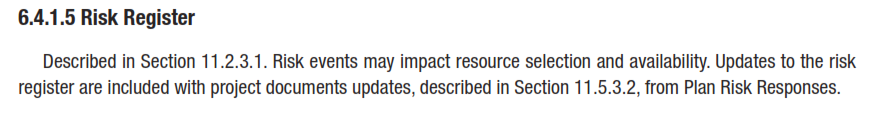 6.4.1.5 Risk Register
Described in Section 11.2.3.1. Risk events may impact resource selection and availability. Updates to the risk
register are included with project documents updates, described in Section 11.5.3.2, from Plan Risk Responses.